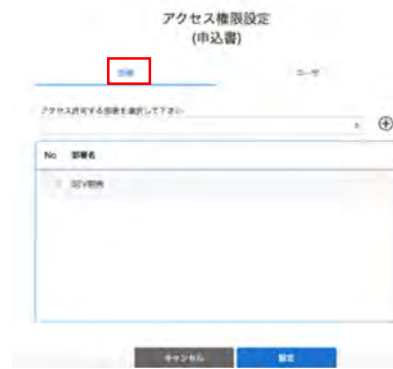 アクセス権限設定
(申込書)
部署
ユーザ
アクセス許可する部署を選択して下さい
No 部署名
キャンセル
設定